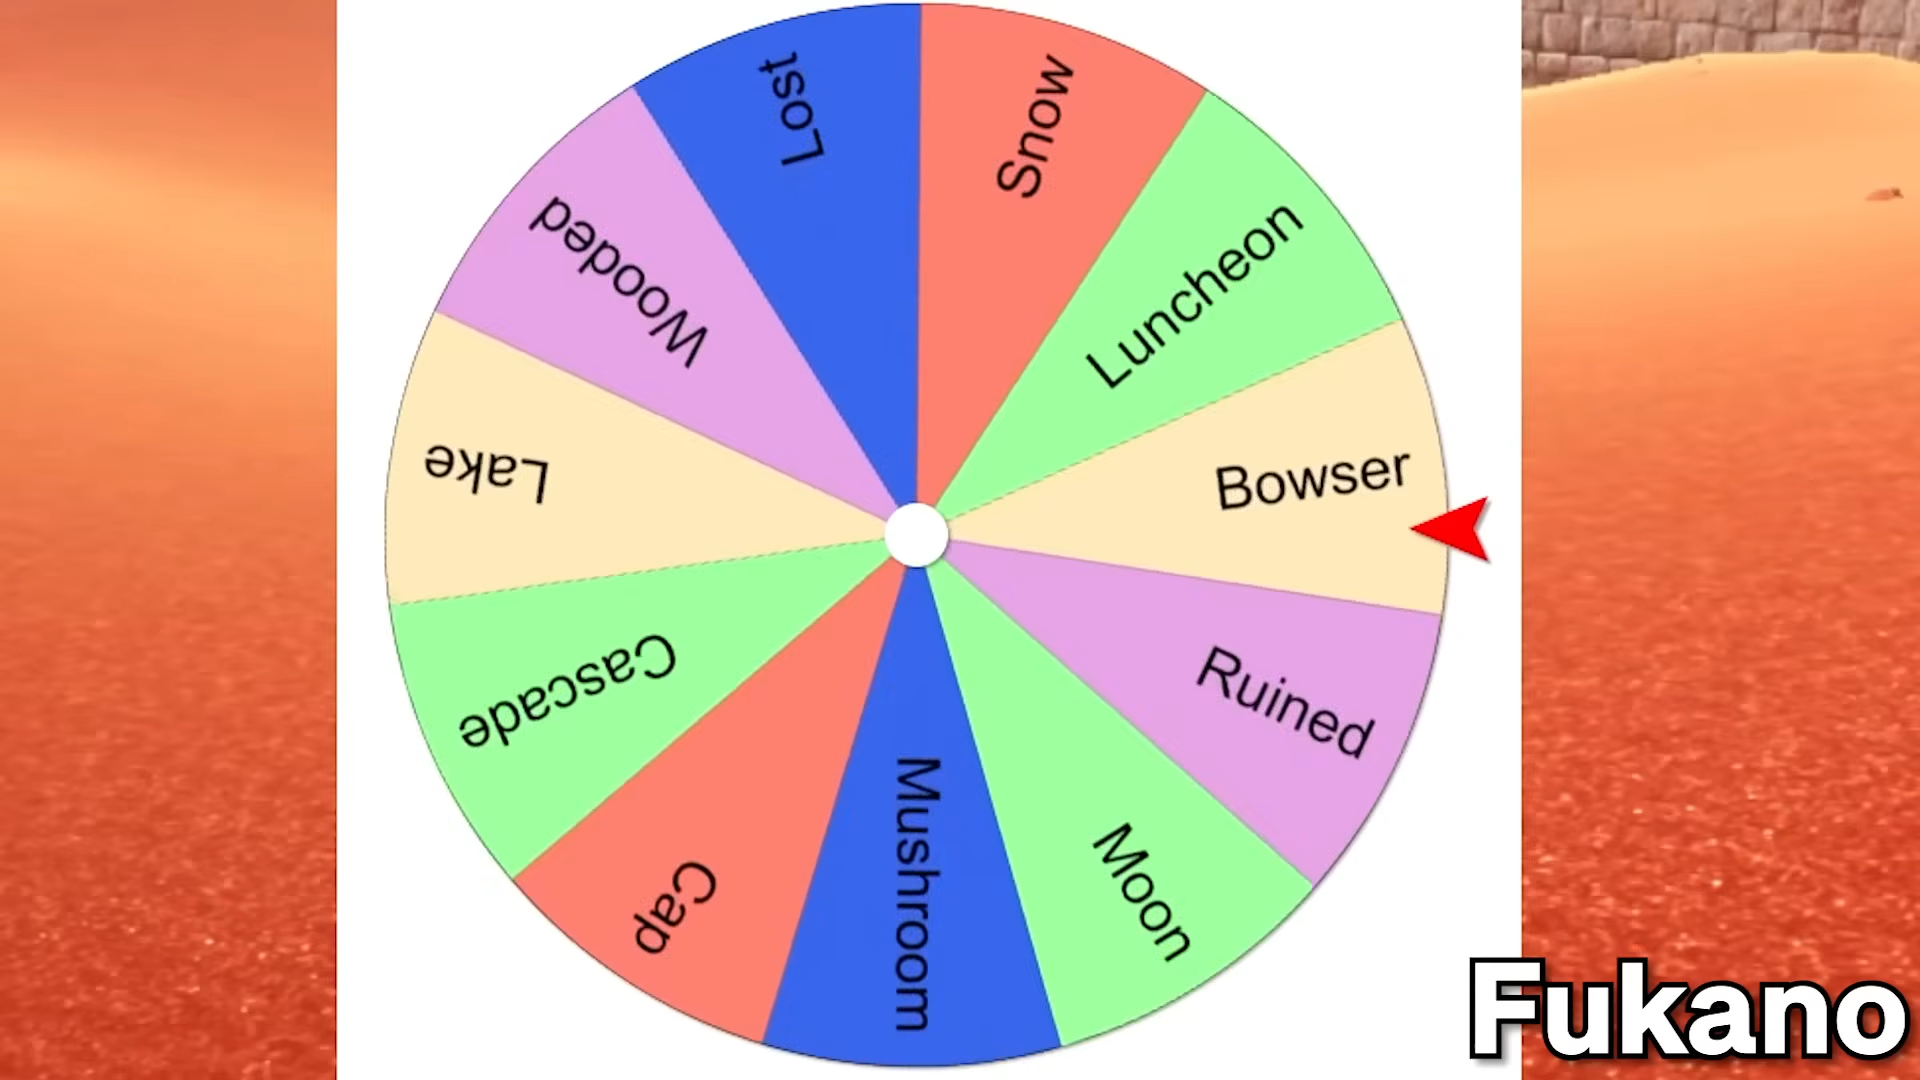 Lost
Snow
Luncheon
Bowser
Ruined
Moon
Mushroom
Cap
Cascade
Lake
Wooded
Fukano